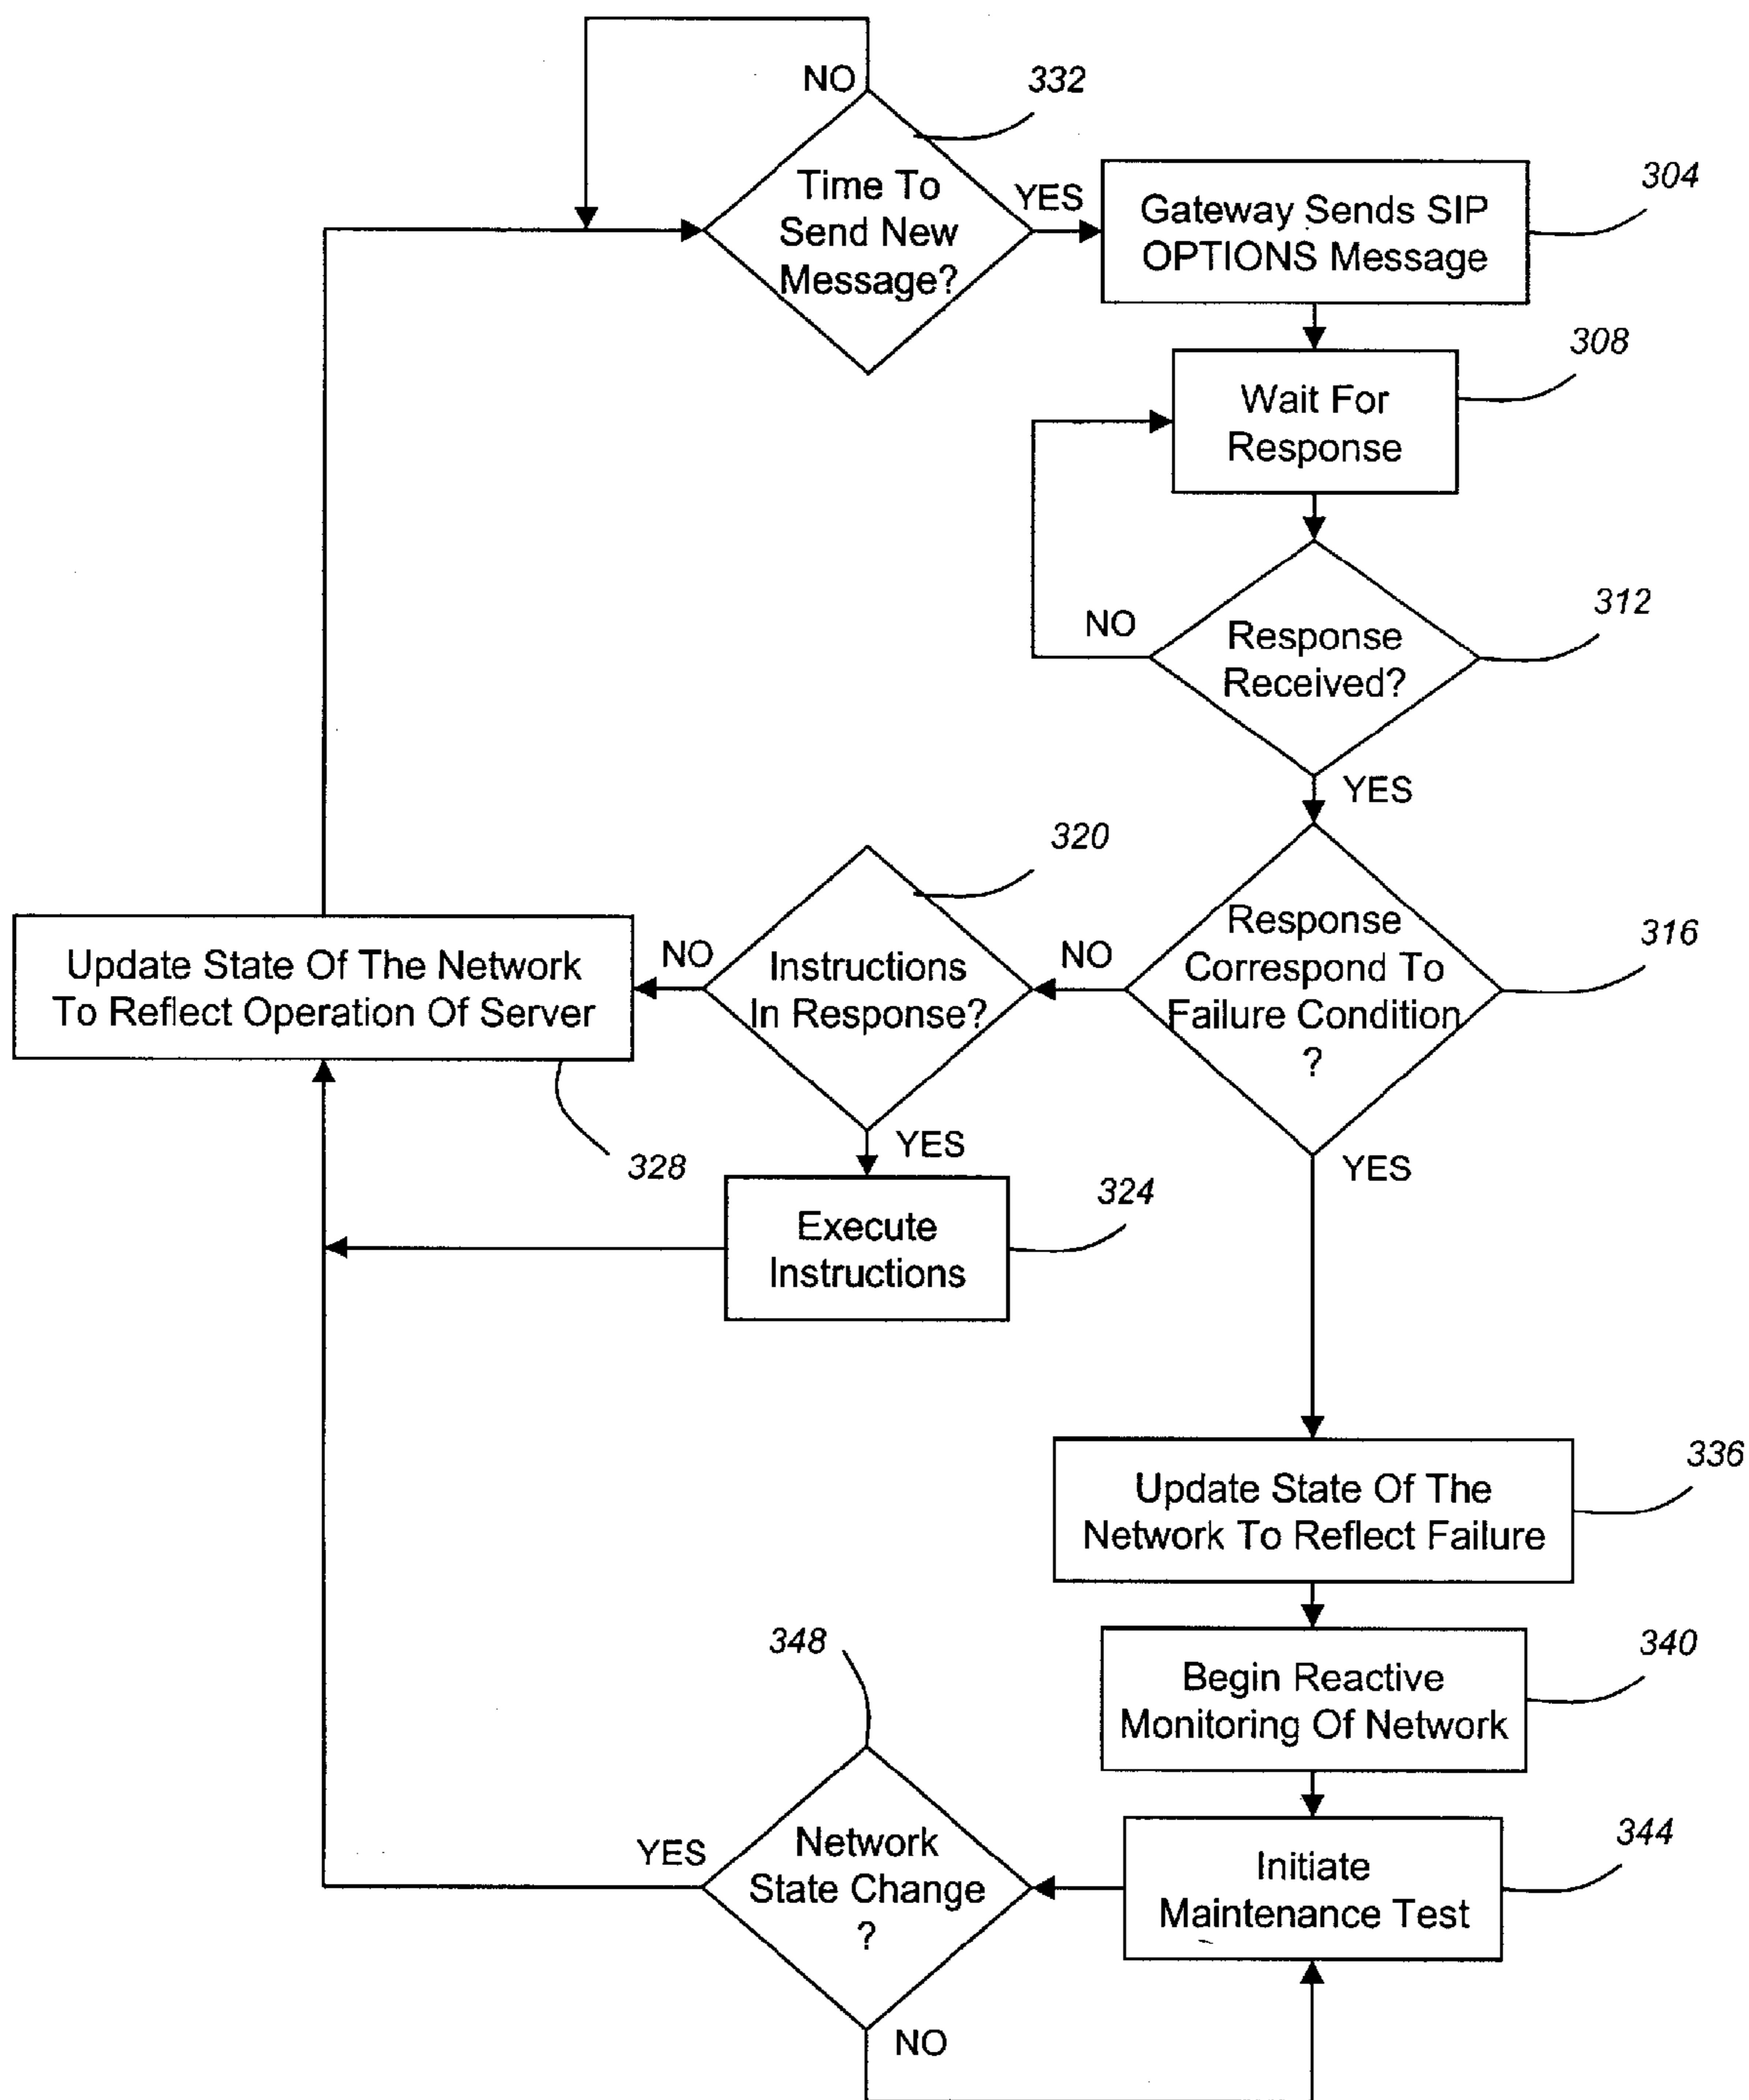 NO
332
Time To
Send New
Message?
YES
Gateway Sends SIP
OPTIONS Message
304
308
Wait For
Response
NO
Response
Received?
312
YES
320
Response
Correspond To
Failure Condition
?
316
NO
Instructions
In Response?
NO
Update State Of The Network
To Reflect Operation Of Server
328
YES
YES
324
Execute
Instructions
336
Update State Of The
Network To Reflect Failure
340
Begin Reactive
Monitoring Of Network
348
344
Initiate
Maintenance Test
Network
State Change
?
YES
NO